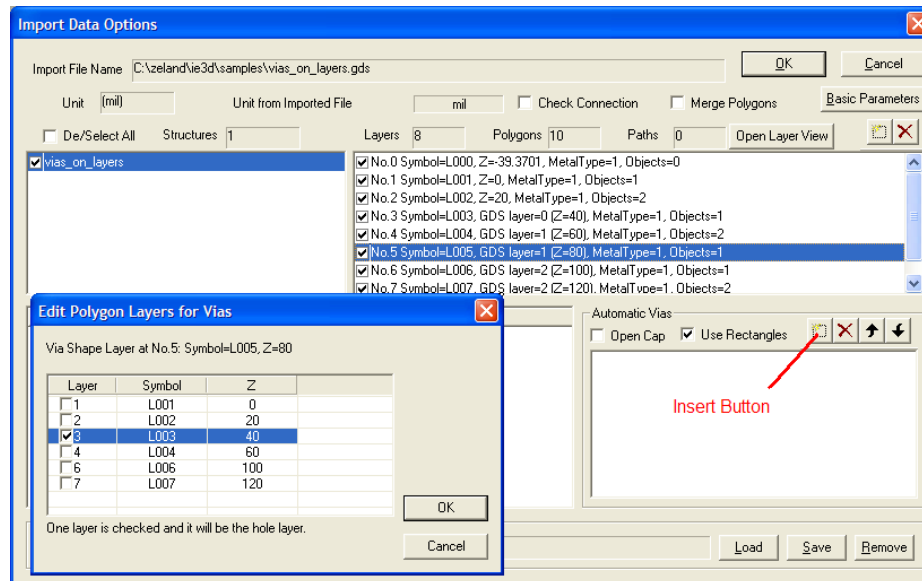 Import Data Options
Import File Name C:\zeland\ie3d\samples\vias_on_layers.gds
OK
Cancel
Unit (mil) Unit from Imported File mil Check Connection Merge Polygons Basic Parameters
De/Select All Structures 1 Layers 8 Polygons 10 Paths 0 Open Layer View
vias_on_layers
No.0 Symbol=L000, Z=-39.3701, MetalType=1, Objects=0
No.1 Symbol=L001, Z=0, MetalType=1, Objects=1
No.2 Symbol=L002, Z=20, MetalType=1, Objects=2
No.3 Symbol=L003, GDS layer=0 (Z=40), MetalType=1, Objects=1
No.4 Symbol=L004, GDS layer=1 (Z=60), MetalType=1, Objects=2
No.5 Symbol=L005, GDS layer=1 (Z=80), MetalType=1, Objects=1
No.6 Symbol=L006, GDS layer=2 (Z=100), MetalType=1, Objects=1
No.7 Symbol=L007, GDS layer=2 (Z=120), MetalType=1, Objects=2
Edit Polygon Layers for Vias
Via Shape Layer at No.5: Symbol=L005, Z=80
Layer Symbol Z
1 L001 0
2 L002 20
3 L003 40
4 L004 60
6 L006 100
7 L007 120
One layer is checked and it will be the hole layer.
OK
Cancel
Automatic Vias
Open Cap Use Rectangles
Insert Button
Load Save Remove